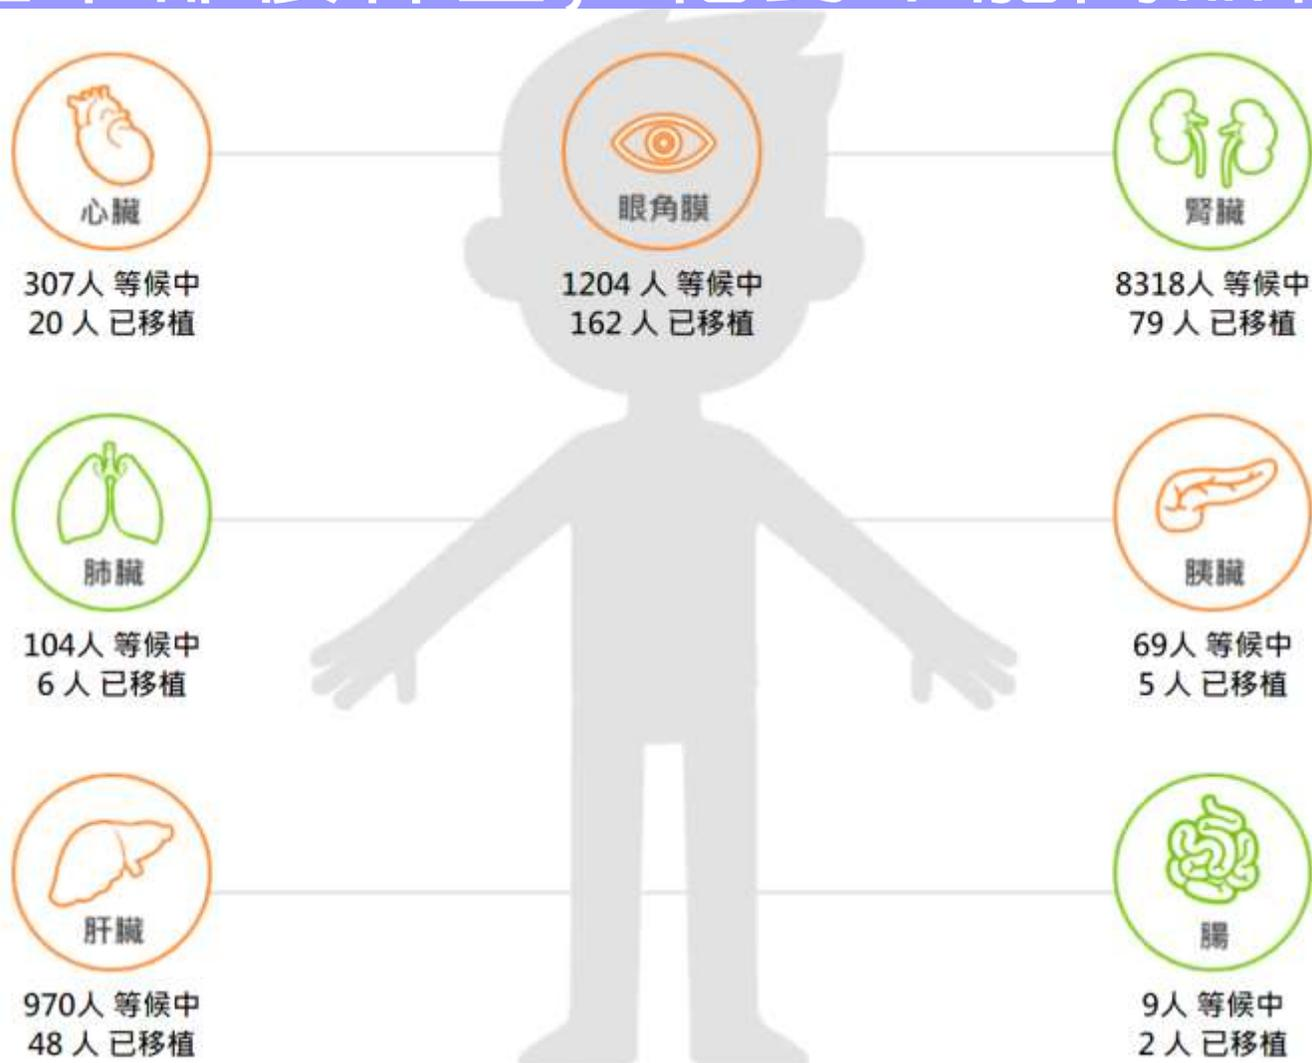 心臟
307人 等候中
20 人 已移植
眼角膜
1204 人 等候中
162 人 已移植
腎臟
8318人 等候中
79 人 已移植
肺臟
104人 等候中
6 人 已移植
胰臟
69人 等候中
5 人 已移植
肝臟
970人 等候中
48 人 已移植
腸
9人 等候中
2 人 已移植